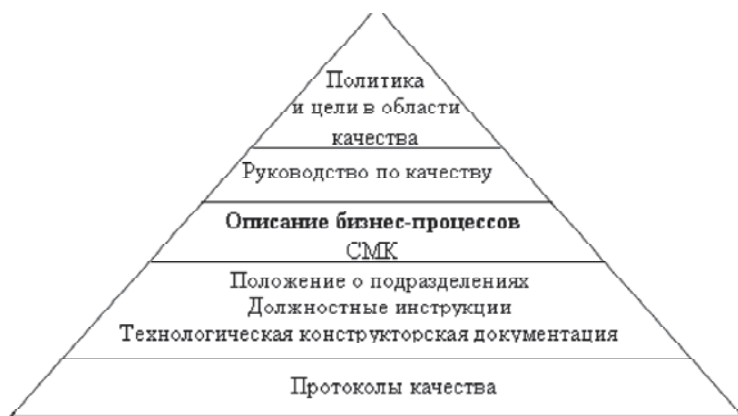 Политика
и цели в области
качества
Руководство по качеству
Описание бизнес-процессов
СМК
Положение о подразделениях
Должностные инструкции
Технологическая конструкторская документация
Протоколы качества